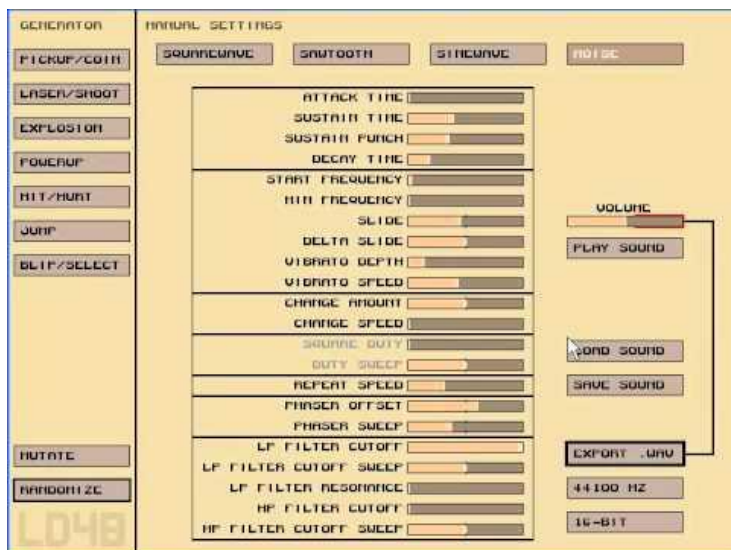 GENERATOR
PICKUP/COIN
LASER/SHOOT
EXPLOSION
POWERUP
HIT/HURT
JUMP
BLIP/SELECT
MUTATE
RANDOMIZE
LD48
MANUAL SETTINGS
SQUAREWAVE
SAWTOOTH
SINEWAVE
NOISE
ATTACK TIME
SUSTAIN TIME
SUSTAIN PUNCH
DECAY TIME
START FREQUENCY
MIN FREQUENCY
SLIDE
DELTA SLIDE
VIBRATO DEPTH
VIBRATO SPEED
CHANGE AMOUNT
CHANGE SPEED
SQUARE DUTY
DUTY SWEEP
REPEAT SPEED
PHASER OFFSET
PHASER SWEEP
LP FILTER CUTOFF
LP FILTER CUTOFF SWEEP
LP FILTER RESONANCE
HP FILTER CUTOFF
HP FILTER CUTOFF SWEEP
VOLUME
PLAY SOUND
LOAD SOUND
SAVE SOUND
EXPORT .WAV
44100 HZ
16-BIT